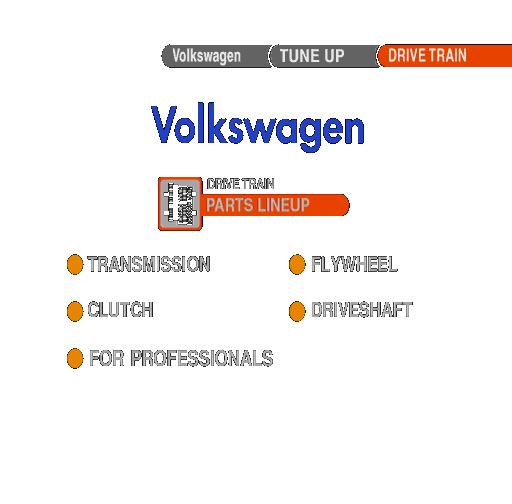 Volkswagen TUNE UP DRIVE TRAIN
Volkswagen
DRIVE TRAIN
PARTS LINEUP
TRANSMISSION FLYWHEEL
CLUTCH DRIVESHAFT
FOR PROFESSIONALS